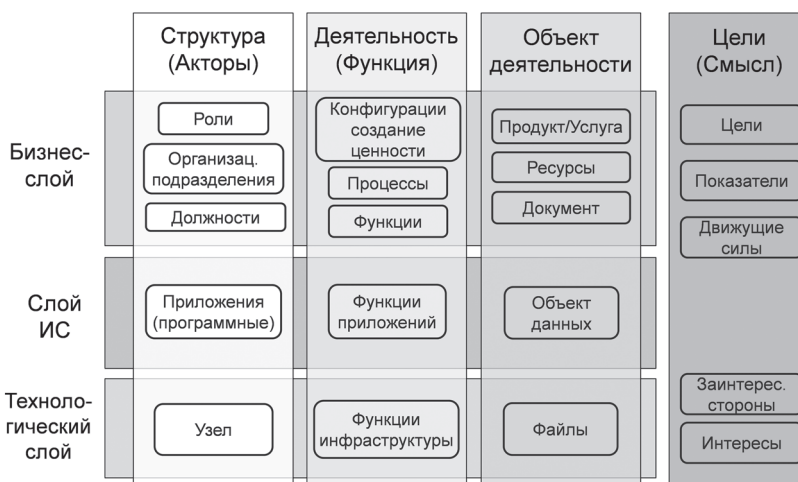 Структура
(Акторы)
Деятельность
(Функция)
Объект
деятельности
Цели
(Смысл)
Бизнес-
слой
Роли
Организац.
подразделения
Должности
Конфигурации
создание
ценности
Процессы
Функции
Продукт/Услуга
Ресурсы
Документ
Цели
Показатели
Движущие
силы
Слой
ИС
Приложения
(программные)
Функции
приложений
Объект
данных
Техноло-
гический
слой
Узел
Функции
инфраструктуры
Файлы
Заинтерес.
стороны
Интересы